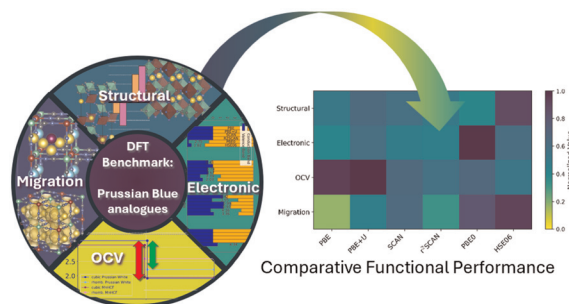 Structural
DFT
Benchmark:
Prussian Blue
analogues
Migration
Electronic
OCV
2.5
2.0
Structural
Electronic
OCV
Migration
PBE
PBE+U
SCAN
r²SCAN
PBE0
HSE06
1.0
0.8
0.6
0.4
0.2
0.0
Comparative Functional Performance